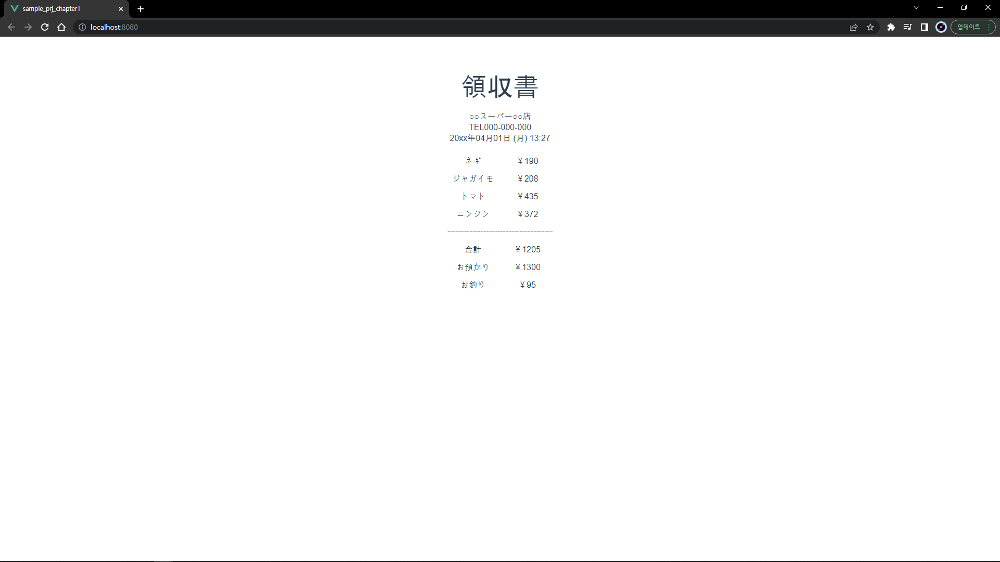 sample_prj_chapter1
localhost:8080
업데이트
領収書
○○スーパー○○店
TEL000-000-000
20xx年04月01日 (月) 13:27
ネギ ¥190
ジャガイモ ¥208
トマト ¥435
ニンジン ¥372
--------------------------------------
合計 ¥1205
お預かり ¥1300
お釣り ¥95